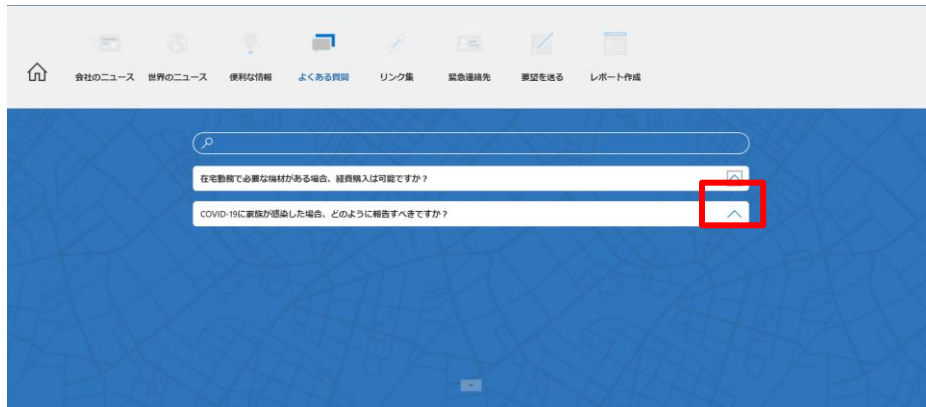 会社のニュース 世界のニュース 便利な情報 よくある質問 リンク集 緊急連絡先 要望を送る レポート作成
在宅勤務で必要な機材がある場合、経費購入は可能ですか？
COVID-19に家族が感染した場合、どのように報告すべきですか？